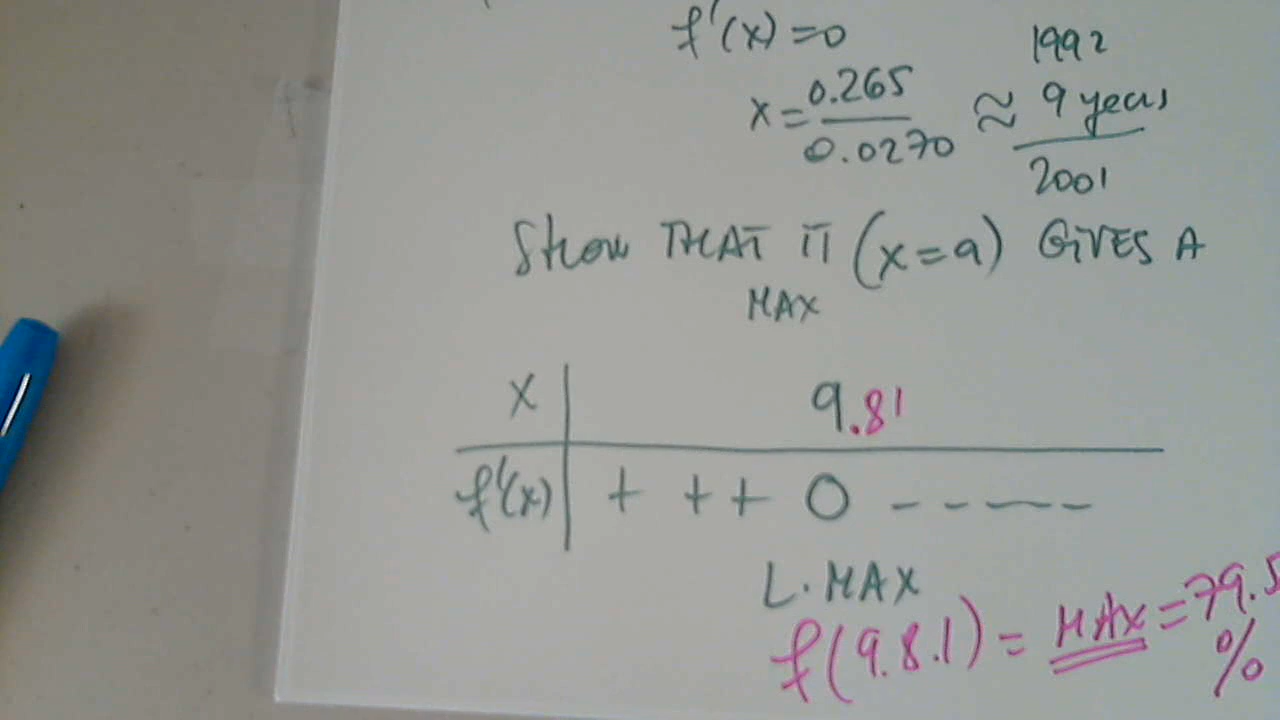 f'(x)=0
1992
x=0.265/0.0270 ≈ 9 years
2001
Show THAT IT (x=9) GIVES A
MAX
x | 9.81
f'(x) | + ++ 0 - - - - -
L.MAX
f(9.8.1) = MAX = 79.5
%